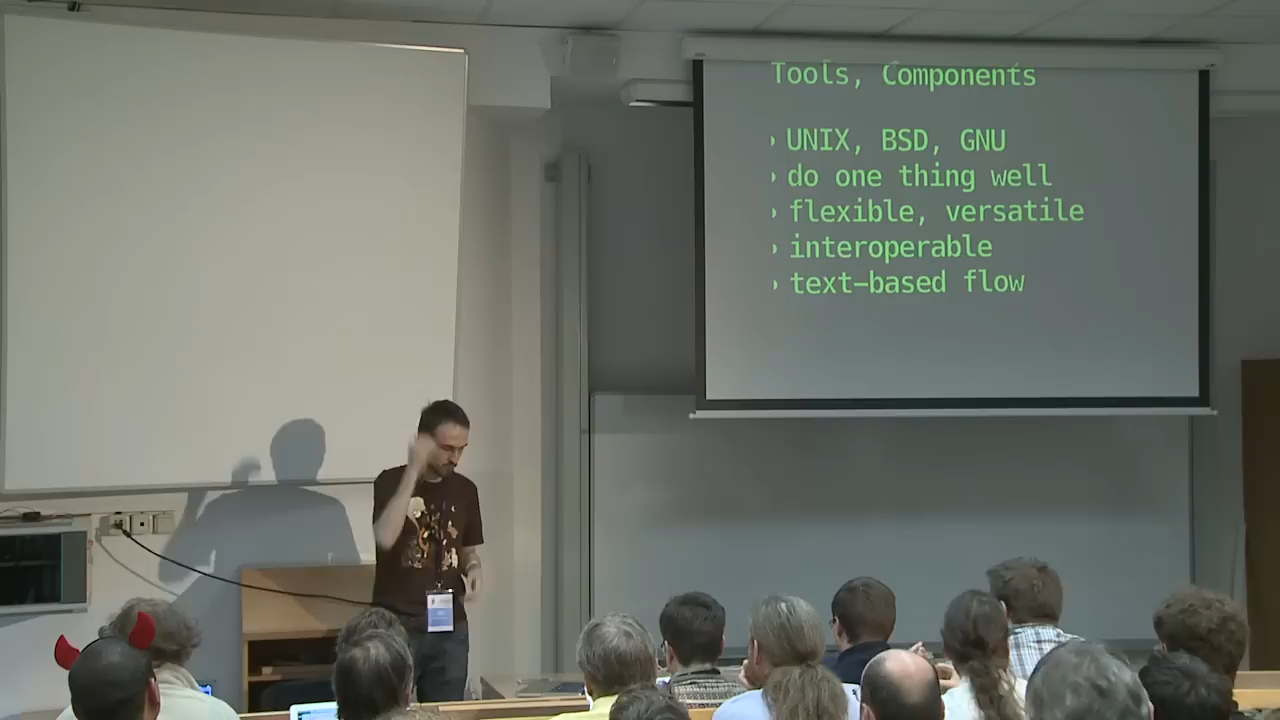 Tools, Components
UNIX, BSD, GNU
do one thing well
flexible, versatile
interoperable
text-based flow